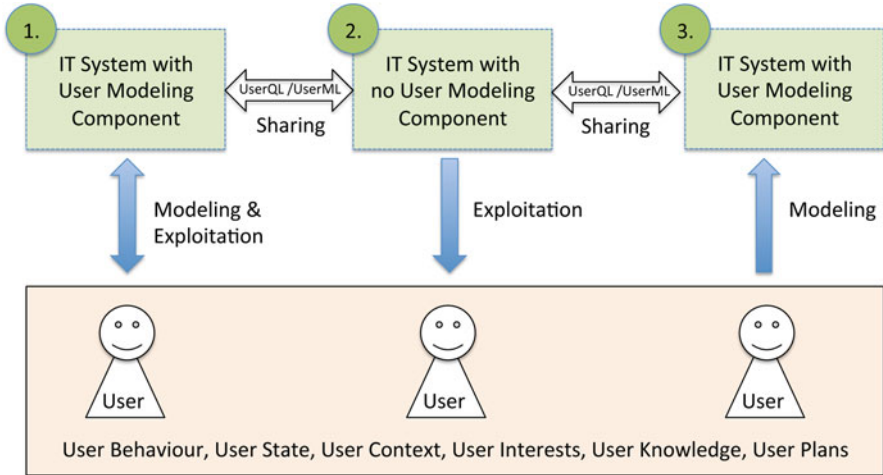 1.
IT System with
User Modeling
Component
2.
IT System with
no User Modeling
Component
3.
IT System with
User Modeling
Component
UserQL /UserML
Sharing
UserQL /UserML
Sharing
Modeling &
Exploitation
Exploitation
Modeling
User
User
User
User Behaviour, User State, User Context, User Interests, User Knowledge, User Plans